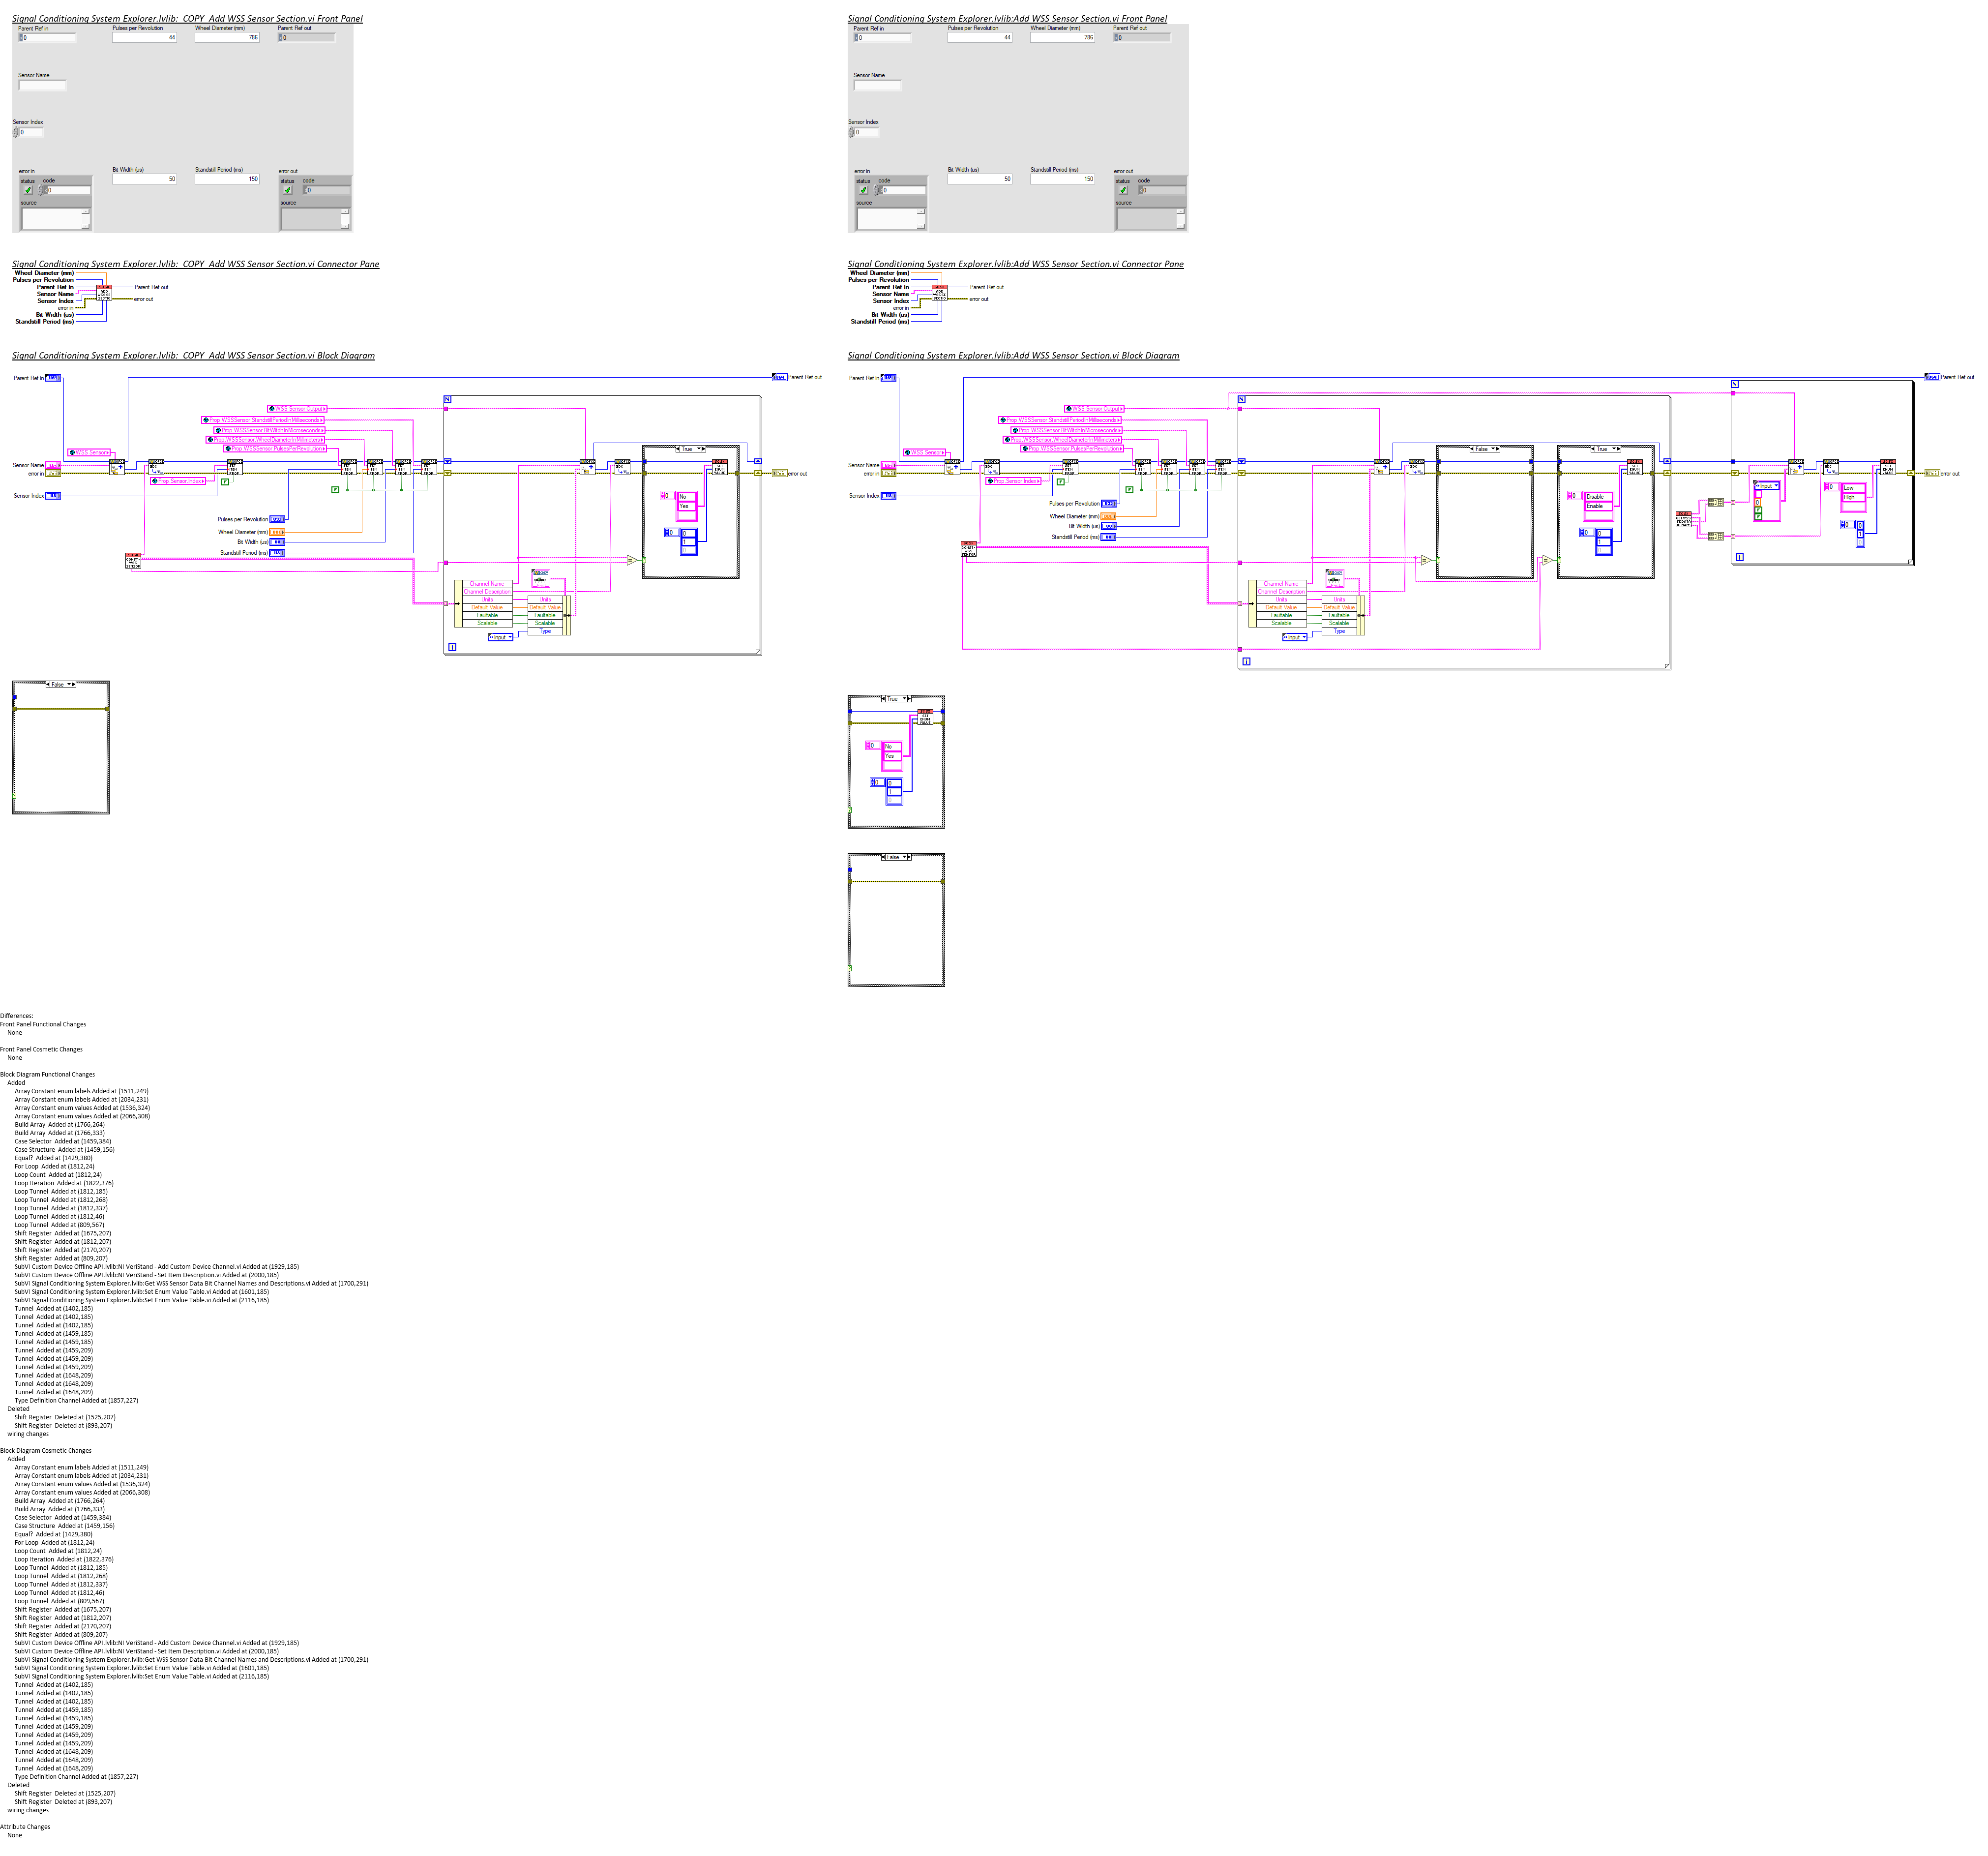 Signal Conditioning System Explorer.lvlib:  COPY  Add WSS Sensor Section.vi Front Panel
Parent Ref in
0
Pulses per Revolution
44
Wheel Diameter (mm)
786
Parent Ref out
0
Sensor Name
Sensor Index
0
error in
status code
0
source
Bit Width (us)
50
Standstill Period (ms)
150
error out
status code
0
source
Signal Conditioning System Explorer.lvlib:Add WSS Sensor Section.vi Front Panel
Parent Ref in
0
Pulses per Revolution
44
Wheel Diameter (mm)
786
Parent Ref out
0
Sensor Name
Sensor Index
0
error in
status code
0
source
Bit Width (us)
50
Standstill Period (ms)
150
error out
status code
0
source
Signal Conditioning System Explorer.lvlib:  COPY  Add WSS Sensor Section.vi Connector Pane
Wheel Diameter (mm)
Pulses per Revolution
Parent Ref in
Sensor Name
Sensor Index
error in
Bit Width (us)
Standstill Period (ms)
Parent Ref out
error out
Signal Conditioning System Explorer.lvlib:Add WSS Sensor Section.vi Connector Pane
Wheel Diameter (mm)
Pulses per Revolution
Parent Ref in
Sensor Name
Sensor Index
error in
Bit Width (us)
Standstill Period (ms)
Parent Ref out
error out
Signal Conditioning System Explorer.lvlib:  COPY  Add WSS Sensor Section.vi Block Diagram
Parent Ref in
Parent Ref out
WSS Sensor Output
Prop. WSSSensor.StandstillPeriodInMilliseconds
Prop. WSSSensor.BitWitdhInMicroseconds
Prop. WSSSensor.WheelDiameterInMillimeters
Prop. WSSSensor.PulsesPerRevolution
WSS Sensor
Sensor Name
error in
Prop. Sensor Index
Sensor Index
Pulses per Revolution
Wheel Diameter (mm)
Bit Width (us)
Standstill Period (ms)
True
No
Yes
0
1
error out
Channel Name
Channel Description
Units
Default Value
Faultable
Scalable
Units
Default Value
Faultable
Scalable
Type
Input
False
Signal Conditioning System Explorer.lvlib:Add WSS Sensor Section.vi Block Diagram
Parent Ref in
Parent Ref out
WSS Sensor Output
Prop. WSSSensor.StandstillPeriodInMilliseconds
Prop. WSSSensor.BitWitdhInMicroseconds
Prop. WSSSensor.WheelDiameterInMillimeters
Prop. WSSSensor.PulsesPerRevolution
WSS Sensor
Sensor Name
error in
Prop. Sensor Index
Sensor Index
Pulses per Revolution
Wheel Diameter (mm)
Bit Width (us)
Standstill Period (ms)
False
True
Disable
Enable
0
1
Input
Low
High
0
1
error out
Channel Name
Channel Description
Units
Default Value
Faultable
Scalable
Units
Default Value
Faultable
Scalable
Type
Input
True
No
Yes
0
1
False
Differences:
Front Panel Functional Changes
None
Front Panel Cosmetic Changes
None
Block Diagram Functional Changes
Added
Array Constant enum labels Added at (1511,249)
Array Constant enum labels Added at (2034,231)
Array Constant enum values Added at (1536,324)
Array Constant enum values Added at (2066,308)
Build Array  Added at (1766,264)
Build Array  Added at (1766,333)
Case Selector  Added at (1459,384)
Case Structure  Added at (1459,156)
Equal?  Added at (1429,380)
For Loop  Added at (1812,24)
Loop Count  Added at (1812,24)
Loop Iteration  Added at (1822,376)
Loop Tunnel  Added at (1812,185)
Loop Tunnel  Added at (1812,268)
Loop Tunnel  Added at (1812,337)
Loop Tunnel  Added at (1812,46)
Loop Tunnel  Added at (809,567)
Shift Register  Added at (1675,207)
Shift Register  Added at (1812,207)
Shift Register  Added at (2170,207)
Shift Register  Added at (809,207)
SubVI Custom Device Offline API.lvlib:NI VeriStand - Add Custom Device Channel.vi Added at (1929,185)
SubVI Custom Device Offline API.lvlib:NI VeriStand - Set Item Description.vi Added at (2000,185)
SubVI Signal Conditioning System Explorer.lvlib:Get WSS Sensor Data Bit Channel Names and Descriptions.vi Added at (1700,291)
SubVI Signal Conditioning System Explorer.lvlib:Set Enum Value Table.vi Added at (1601,185)
SubVI Signal Conditioning System Explorer.lvlib:Set Enum Value Table.vi Added at (2116,185)
Tunnel  Added at (1402,185)
Tunnel  Added at (1402,185)
Tunnel  Added at (1402,185)
Tunnel  Added at (1459,185)
Tunnel  Added at (1459,185)
Tunnel  Added at (1459,209)
Tunnel  Added at (1459,209)
Tunnel  Added at (1459,209)
Tunnel  Added at (1648,209)
Tunnel  Added at (1648,209)
Tunnel  Added at (1648,209)
Type Definition Channel Added at (1857,227)
Deleted
Shift Register  Deleted at (1525,207)
Shift Register  Deleted at (893,207)
wiring changes
Block Diagram Cosmetic Changes
Added
Array Constant enum labels Added at (1511,249)
Array Constant enum labels Added at (2034,231)
Array Constant enum values Added at (1536,324)
Array Constant enum values Added at (2066,308)
Build Array  Added at (1766,264)
Build Array  Added at (1766,333)
Case Selector  Added at (1459,384)
Case Structure  Added at (1459,156)
Equal?  Added at (1429,380)
For Loop  Added at (1812,24)
Loop Count  Added at (1812,24)
Loop Iteration  Added at (1822,376)
Loop Tunnel  Added at (1812,185)
Loop Tunnel  Added at (1812,268)
Loop Tunnel  Added at (1812,337)
Loop Tunnel  Added at (1812,46)
Loop Tunnel  Added at (809,567)
Shift Register  Added at (1675,207)
Shift Register  Added at (1812,207)
Shift Register  Added at (2170,207)
Shift Register  Added at (809,207)
SubVI Custom Device Offline API.lvlib:NI VeriStand - Add Custom Device Channel.vi Added at (1929,185)
SubVI Custom Device Offline API.lvlib:NI VeriStand - Set Item Description.vi Added at (2000,185)
SubVI Signal Conditioning System Explorer.lvlib:Get WSS Sensor Data Bit Channel Names and Descriptions.vi Added at (1700,291)
SubVI Signal Conditioning System Explorer.lvlib:Set Enum Value Table.vi Added at (1601,185)
SubVI Signal Conditioning System Explorer.lvlib:Set Enum Value Table.vi Added at (2116,185)
Tunnel  Added at (1402,185)
Tunnel  Added at (1402,185)
Tunnel  Added at (1402,185)
Tunnel  Added at (1459,185)
Tunnel  Added at (1459,185)
Tunnel  Added at (1459,209)
Tunnel  Added at (1459,209)
Tunnel  Added at (1459,209)
Tunnel  Added at (1648,209)
Tunnel  Added at (1648,209)
Tunnel  Added at (1648,209)
Type Definition Channel Added at (1857,227)
Deleted
Shift Register  Deleted at (1525,207)
Shift Register  Deleted at (893,207)
wiring changes
Attribute Changes
None